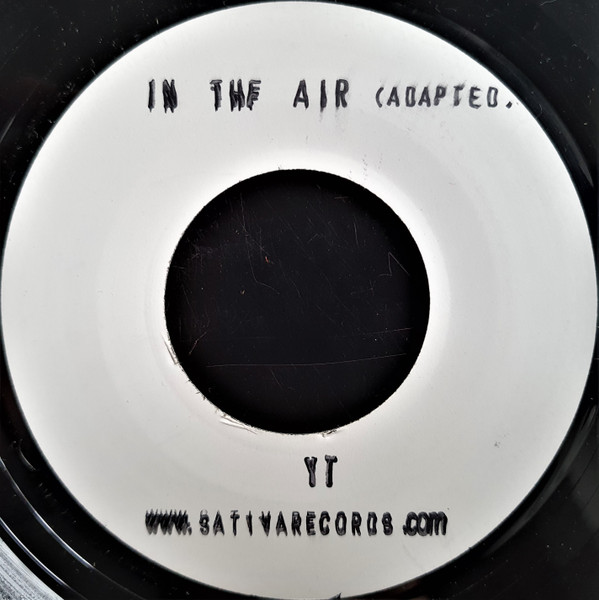 IN THE AIR (ADAPTED.
YT
www.SATIVARECORDS.com